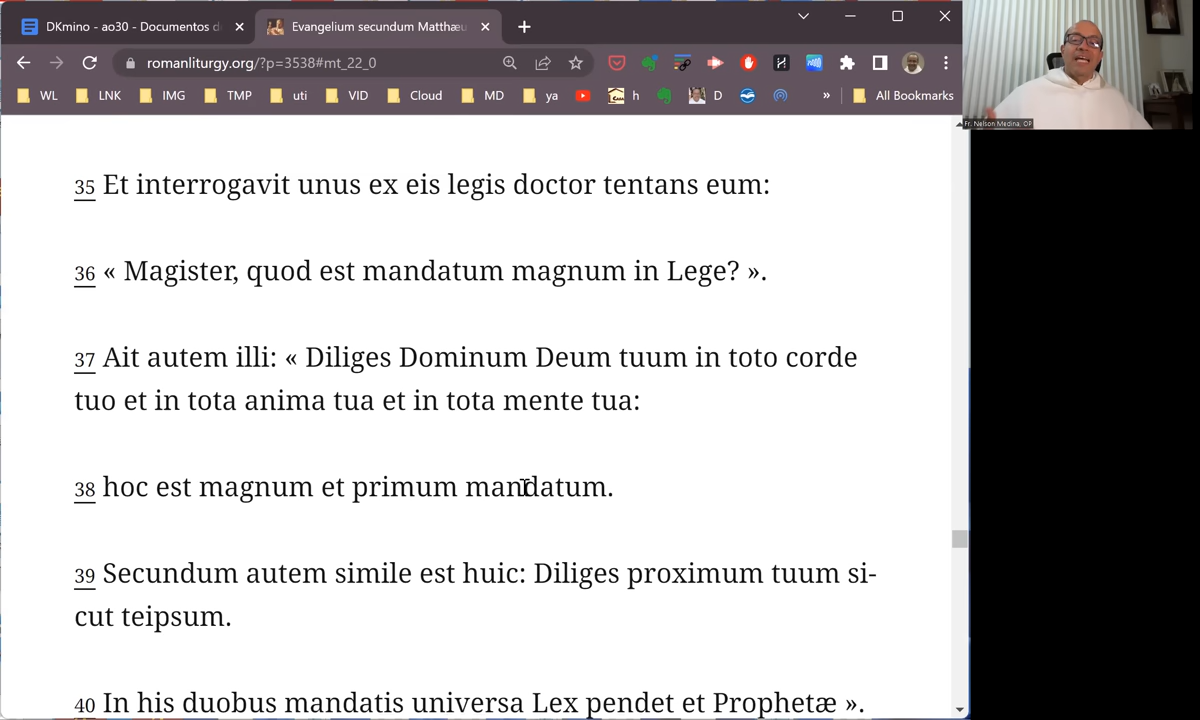 DKmino - ao30 - Documentos d
Evangelium secundum Matthæu
romanliturgy.org/?p=3538#mt_22_0
WL LNK IMG TMP uti VID Cloud MD ya h D » All Bookmarks
Fr. Nelson Medina, OP
35 Et interrogavit unus ex eis legis doctor tentans eum:
36 « Magister, quod est mandatum magnum in Lege? ».
37 Ait autem illi: « Diliges Dominum Deum tuum in toto corde
tuo et in tota anima tua et in tota mente tua:
38 hoc est magnum et primum mandatum.
39 Secundum autem simile est huic: Diliges proximum tuum si-
cut teipsum.
40 In his duobus mandatis universa Lex pendet et Prophetæ ».